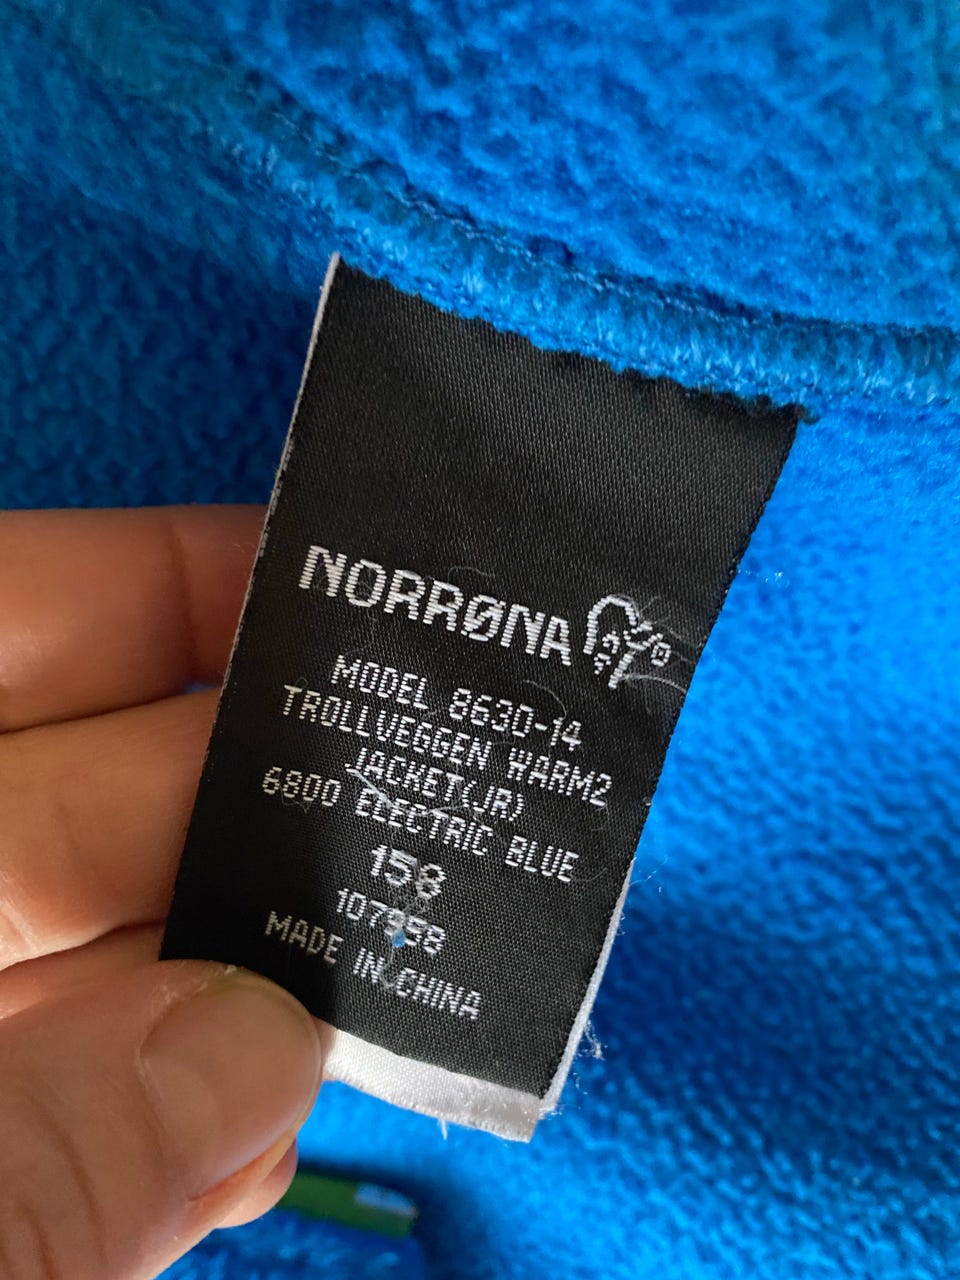 NORRØNA
MODEL 8630-14
TROLLVEGGEN WARM2
JACKET(JR)
6800 ELECTRIC BLUE
158
MADE IN CHINA